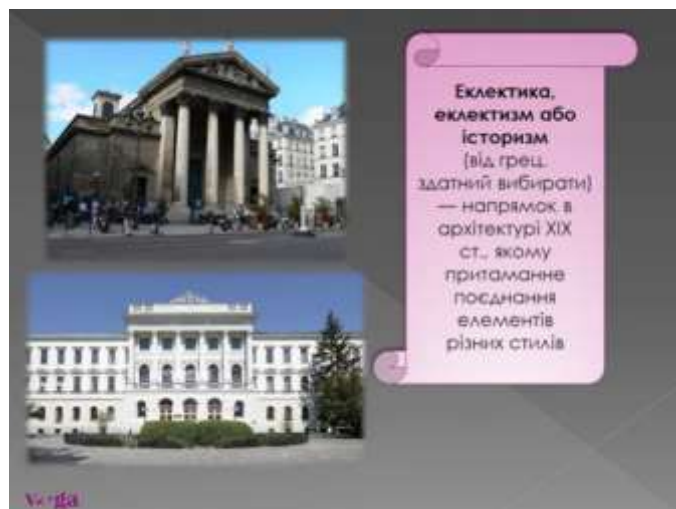 Еклектика,
еклектизм або
історизм
(від грец.
здатний вибирати)
— напрямок в
архітектурі XIX
ст., якому
притаманне
поєднання
елементів
різних стилів